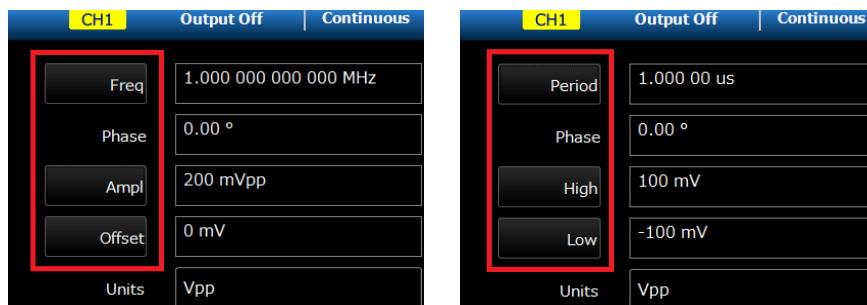 CH1 Output Off Continuous
Freq 1.000 000 000 000 MHz
Phase 0.00 °
Ampl 200 mVpp
Offset 0 mV
Units Vpp
CH1 Output Off Continuous
Period 1.000 00 us
Phase 0.00 °
High 100 mV
Low -100 mV
Units Vpp